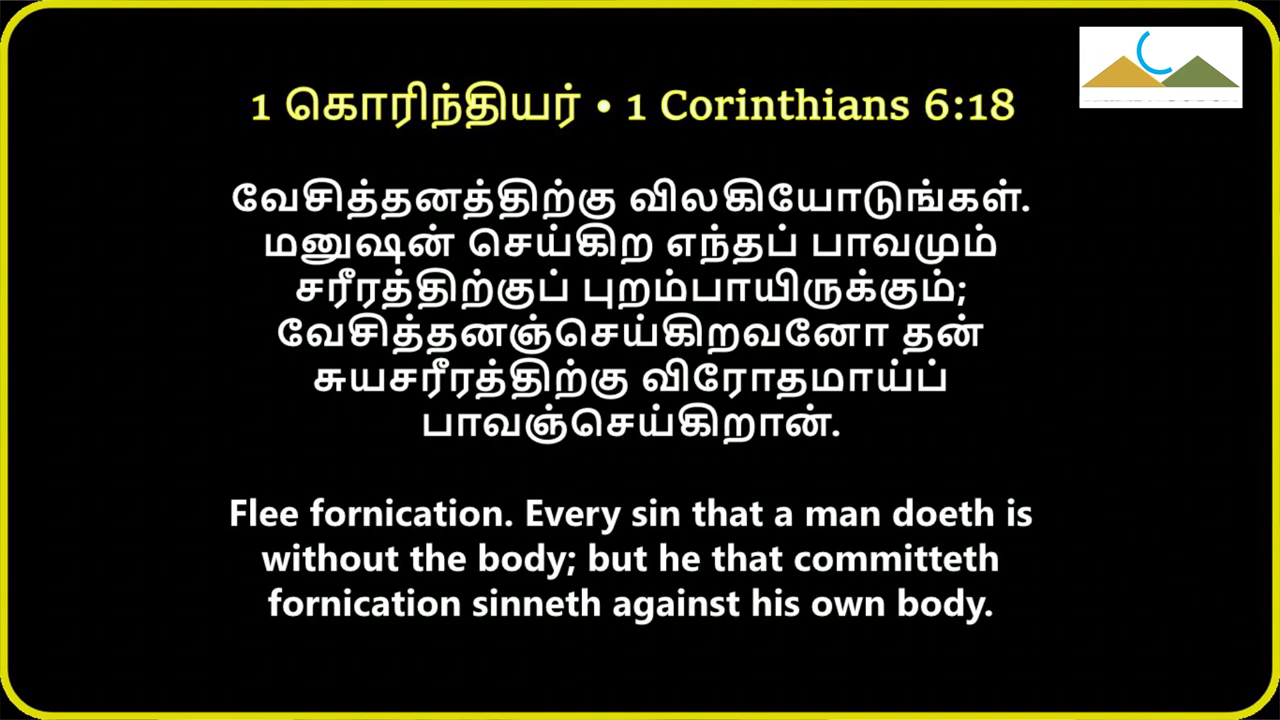 1 கொரிந்தியர் • 1 Corinthians 6:18
வேசித்தனத்திற்கு விலகியோடுங்கள்.
மனுஷன் செய்கிற எந்தப் பாவமும்
சரீரத்திற்குப் புறம்பாயிருக்கும்;
வேசித்தனஞ்செய்கிறவனோ தன்
சுயசரீரத்திற்கு விரோதமாய்ப்
பாவஞ்செய்கிறான்.
Flee fornication. Every sin that a man doeth is
without the body; but he that committeth
fornication sinneth against his own body.